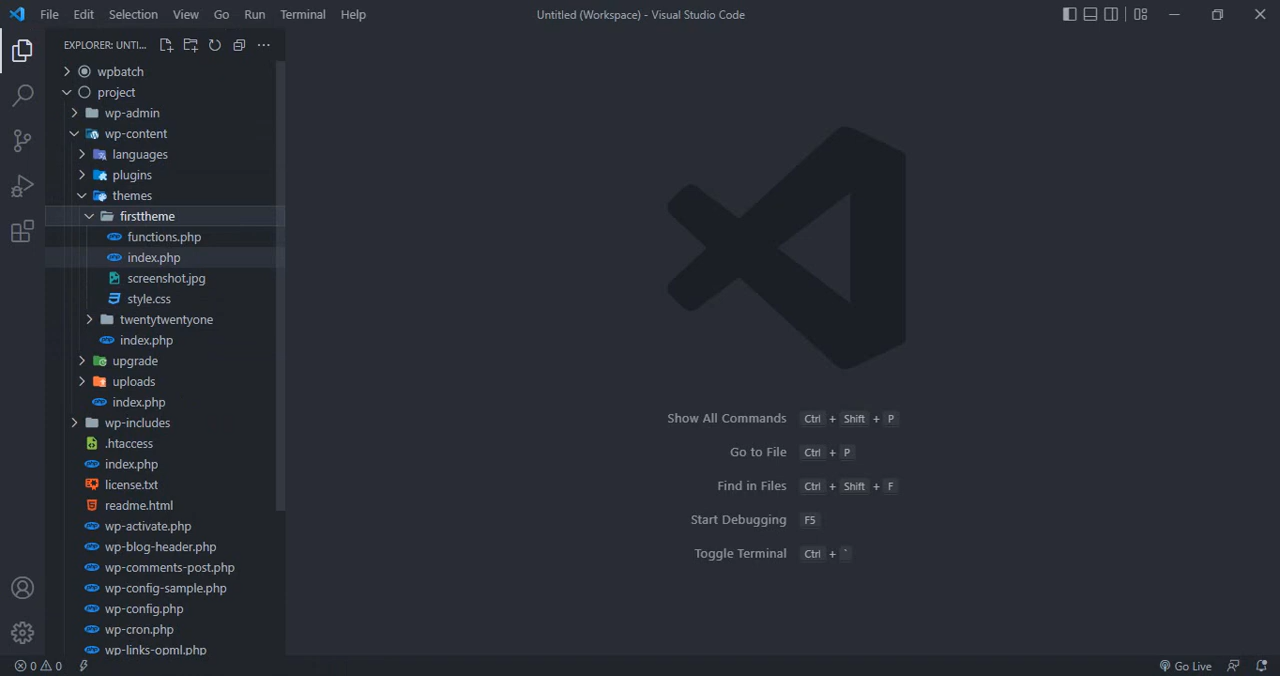 File Edit Selection View Go Run Terminal Help Untitled (Workspace) - Visual Studio Code
EXPLORER: UNTI...
wpbatch
project
wp-admin
wp-content
languages
plugins
themes
firsttheme
functions.php
index.php
screenshot.jpg
style.css
twentytwentyone
index.php
upgrade
uploads
index.php
wp-includes
.htaccess
index.php
license.txt
readme.html
wp-activate.php
wp-blog-header.php
wp-comments-post.php
wp-config-sample.php
wp-config.php
wp-cron.php
wp-links-opml.php
Show All Commands Ctrl + Shift + P
Go to File Ctrl + P
Find in Files Ctrl + Shift + F
Start Debugging F5
Toggle Terminal Ctrl + `
0 0 Go Live